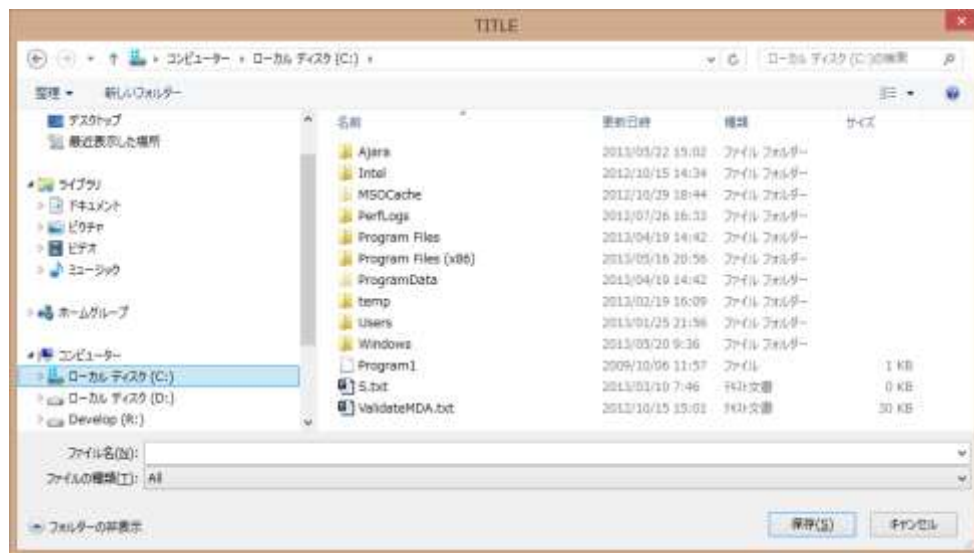 TITLE
コンピューター ローカル ディスク (C:)
ローカル ディスク (C:)の検索
整理 新しいフォルダー
デスクトップ
最近表示した場所
ライブラリ
ドキュメント
ピクチャ
ビデオ
ミュージック
ホームグループ
コンピューター
ローカル ディスク (C:)
ローカル ディスク (D:)
Develop (R:)
名前 更新日時 種類 サイズ
Ajara 2013/05/22 15:02 ファイル フォルダー
Intel 2012/10/15 14:34 ファイル フォルダー
MSOCache 2012/10/29 18:44 ファイル フォルダー
PerfLogs 2012/07/26 16:33 ファイル フォルダー
Program Files 2013/04/19 14:42 ファイル フォルダー
Program Files (x86) 2013/05/16 20:56 ファイル フォルダー
ProgramData 2013/04/19 14:42 ファイル フォルダー
temp 2013/02/19 16:09 ファイル フォルダー
Users 2013/01/25 21:56 ファイル フォルダー
Windows 2013/05/20 9:36 ファイル フォルダー
Program1 2009/10/06 11:57 ファイル 1 KB
S.txt 2013/03/10 7:46 テキスト文書 0 KB
ValidateMDA.txt 2012/10/15 15:01 テキスト文書 30 KB
ファイル名(N):
ファイルの種類(T): All
フォルダーの非表示
保存(S) キャンセル